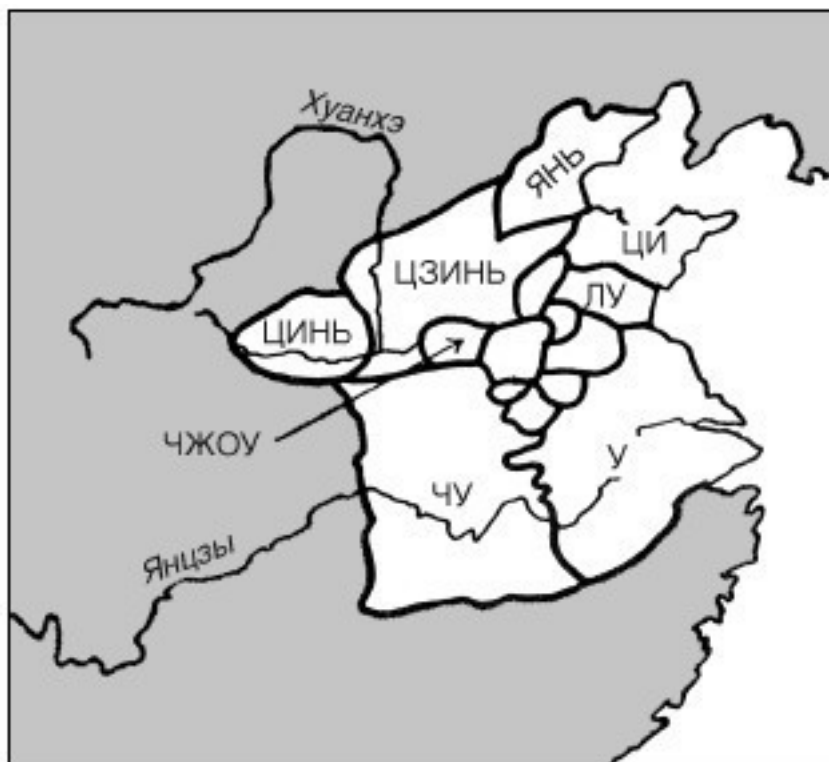 Хуанхэ
ЯНЬ
ЦИ
ЦЗИНЬ
ЛУ
ЦИНЬ
ЧЖОУ
У
ЧУ
Янцзы